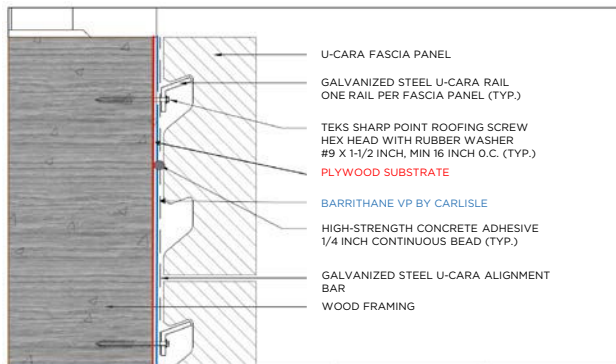 U-CARA FASCIA PANEL
GALVANIZED STEEL U-CARA RAIL
ONE RAIL PER FASCIA PANEL (TYP.)
TEKS SHARP POINT ROOFING SCREW
HEX HEAD WITH RUBBER WASHER
#9 X 1-1/2 INCH, MIN 16 INCH O.C. (TYP.)
PLYWOOD SUBSTRATE
BARRITHANE VP BY CARLISLE
HIGH-STRENGTH CONCRETE ADHESIVE
1/4 INCH CONTINUOUS BEAD (TYP.)
GALVANIZED STEEL U-CARA ALIGNMENT
BAR
WOOD FRAMING